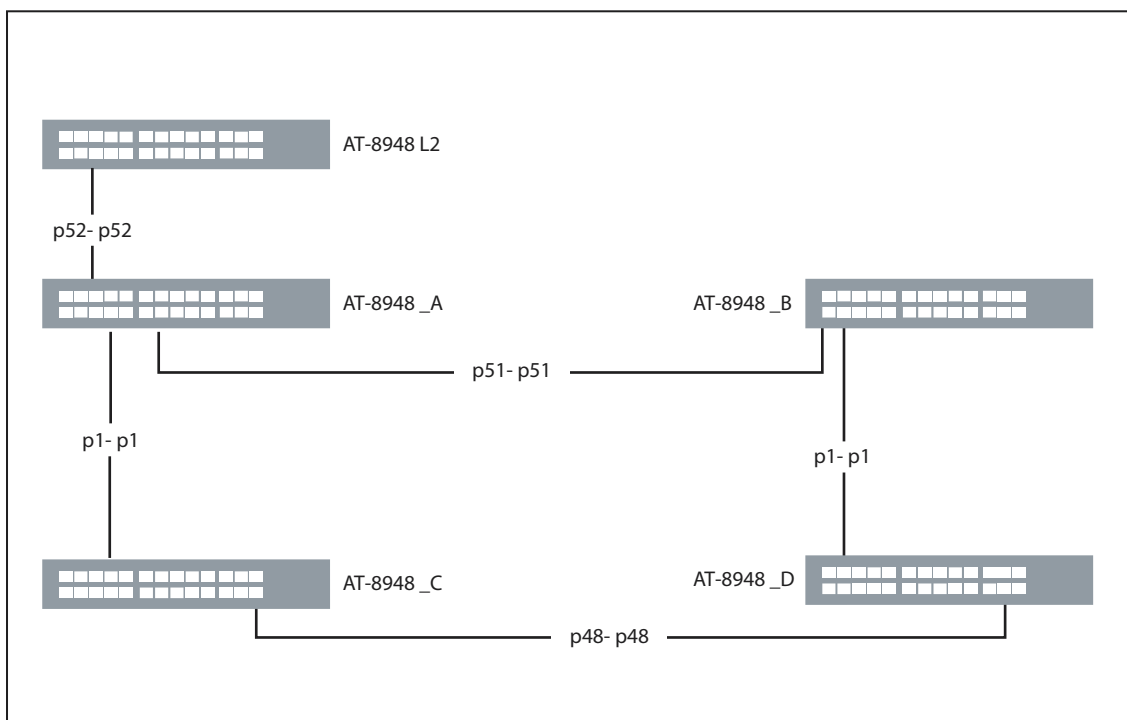 AT-8948 L2
p52- p52
AT-8948 _A
AT-8948 _B
p51- p51
p1- p1
p1- p1
AT-8948 _C
AT-8948 _D
p48- p48